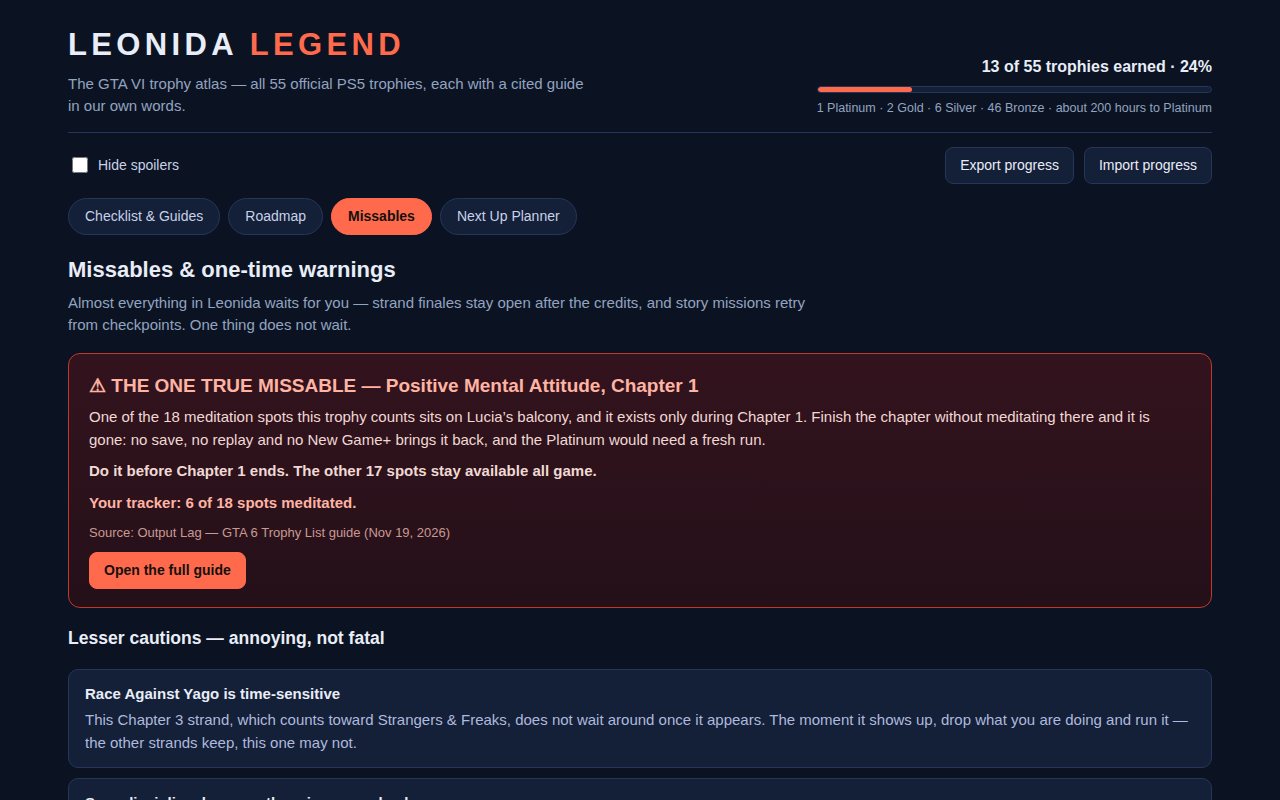 LEONIDA LEGEND
The GTA VI trophy atlas — all 55 official PS5 trophies, each with a cited guide
in our own words.
13 of 55 trophies earned · 24%
1 Platinum · 2 Gold · 6 Silver · 46 Bronze · about 200 hours to Platinum
Hide spoilers
Export progress
Import progress
Checklist & Guides
Roadmap
Missables
Next Up Planner
Missables & one-time warnings
Almost everything in Leonida waits for you — strand finales stay open after the credits, and story missions retry
from checkpoints. One thing does not wait.
⚠ THE ONE TRUE MISSABLE — Positive Mental Attitude, Chapter 1
One of the 18 meditation spots this trophy counts sits on Lucia's balcony, and it exists only during Chapter 1. Finish the chapter without meditating there and it is
gone: no save, no replay and no New Game+ brings it back, and the Platinum would need a fresh run.
Do it before Chapter 1 ends. The other 17 spots stay available all game.
Your tracker: 6 of 18 spots meditated.
Source: Output Lag — GTA 6 Trophy List guide (Nov 19, 2026)
Open the full guide
Lesser cautions — annoying, not fatal
Race Against Yago is time-sensitive
This Chapter 3 strand, which counts toward Strangers & Freaks, does not wait around once it appears. The moment it shows up, drop what you are doing and run it —
the other strands keep, this one may not.